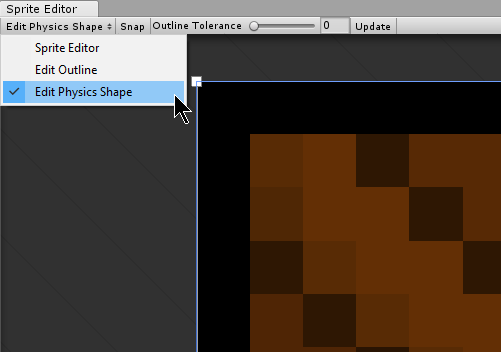 Sprite Editor
Edit Physics Shape Snap Outline Tolerance 0 Update
Sprite Editor
Edit Outline
Edit Physics Shape